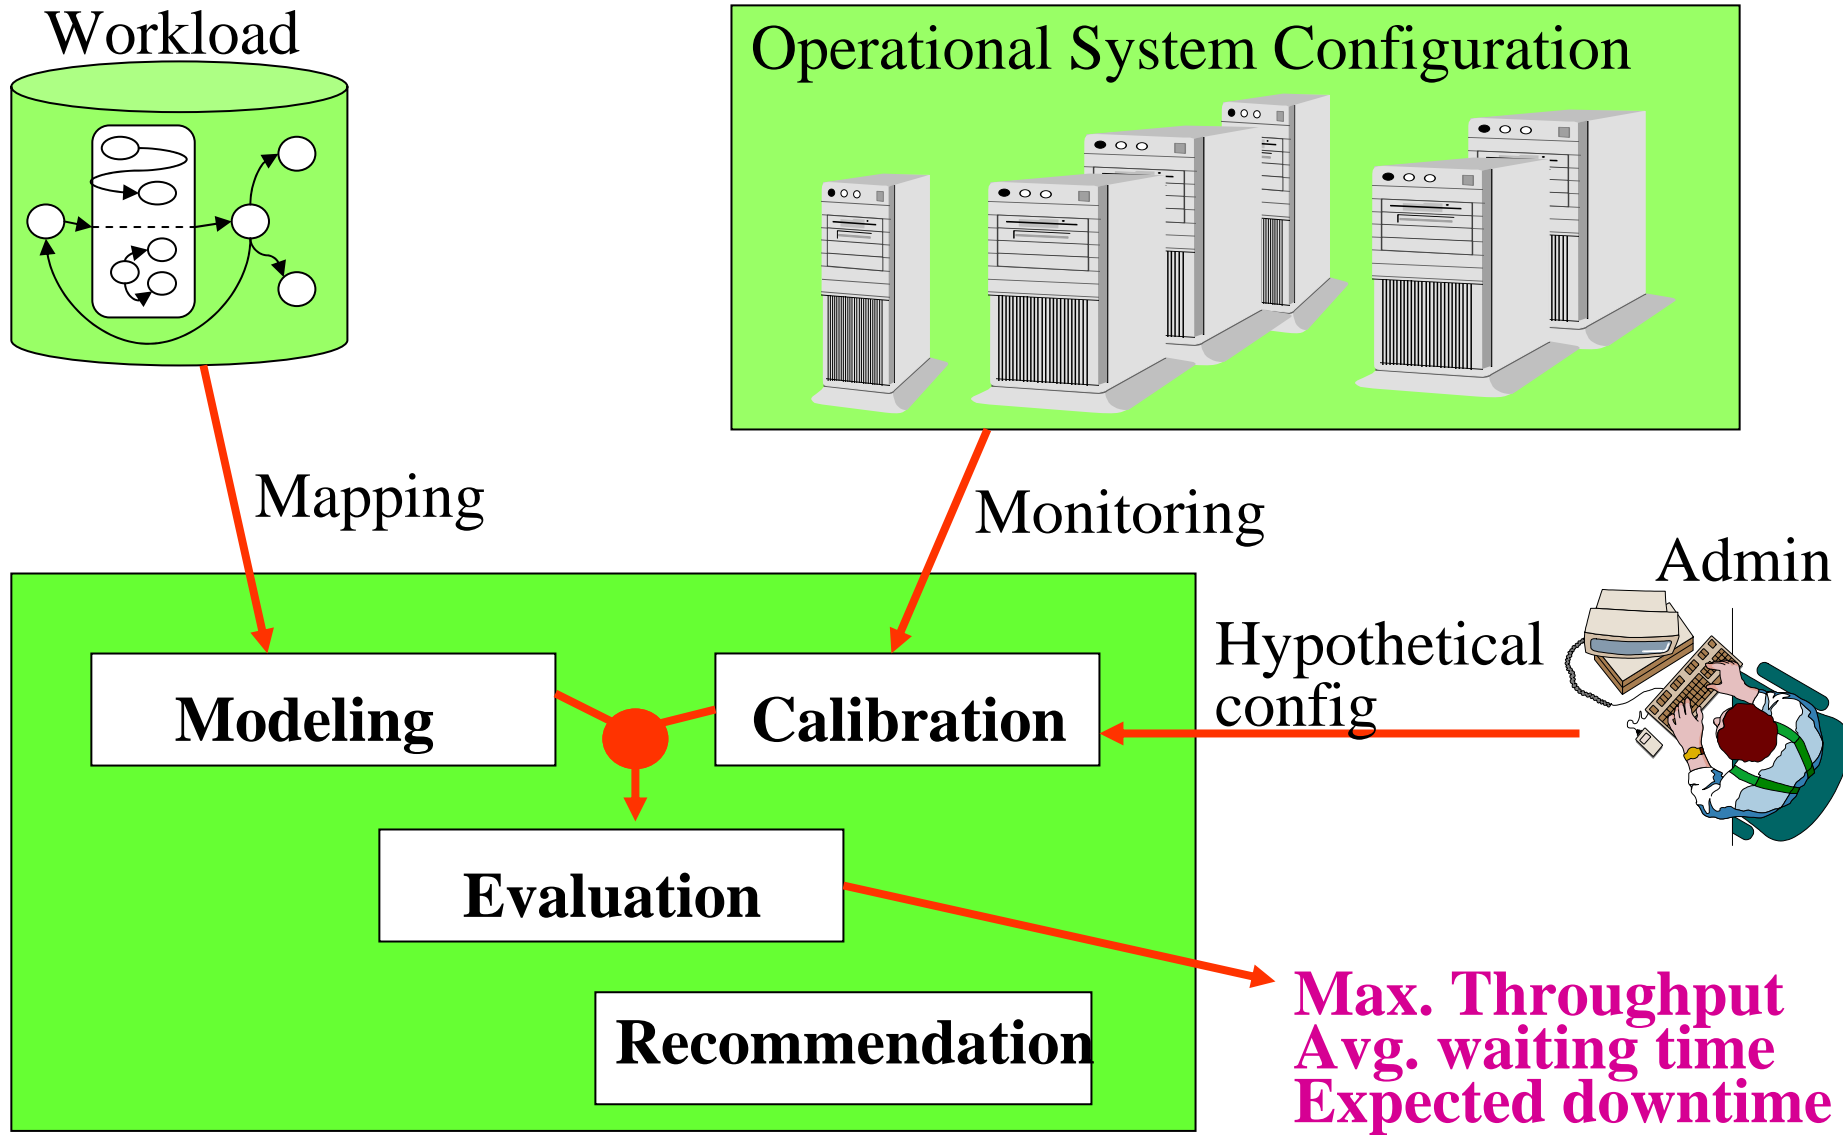 Workload
Operational System Configuration
Mapping
Monitoring
Admin
Hypothetical
config
Modeling
Calibration
Evaluation
Recommendation
Max. Throughput
Avg. waiting time
Expected downtime